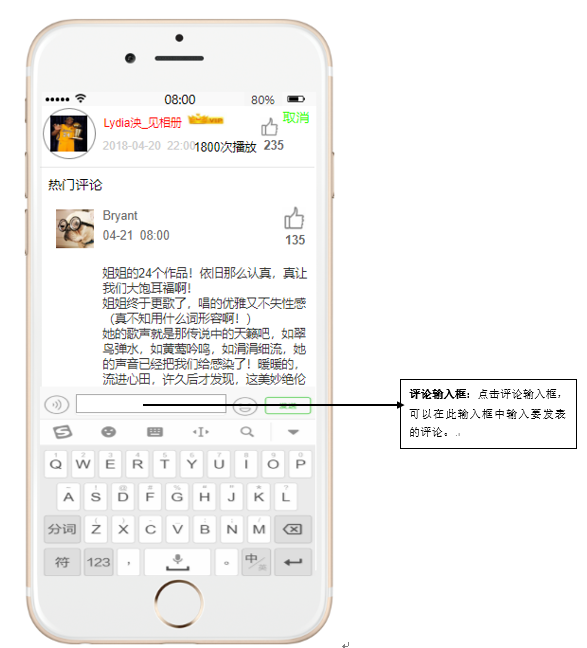 08:00 80%
Lydia泱_见相册 取消
2018-04-20 22:00 1800次播放 235
热门评论
Bryant
04-21 08:00 135
姐姐的24个作品！依旧那么认真，真让
我们大饱耳福啊！
姐姐终于更歌了，唱的优雅又不失性感
（真不知用什么词形容啊！）
她的歌声就是那传说中的天籁吧，如翠
鸟弹水，如黄莺吟鸣，如涓涓细流，她
的声音已经把我们给感染了！暖暖的，
流进心田，许久后才发现，这美妙绝伦
评论输入框：点击评论输入框，
可以在此输入框中输入要发表
的评论。
Q W E R T Y U I O P
A S D F G H J K L
分词 Z X C V B N M
符 123 ， 。 中/英